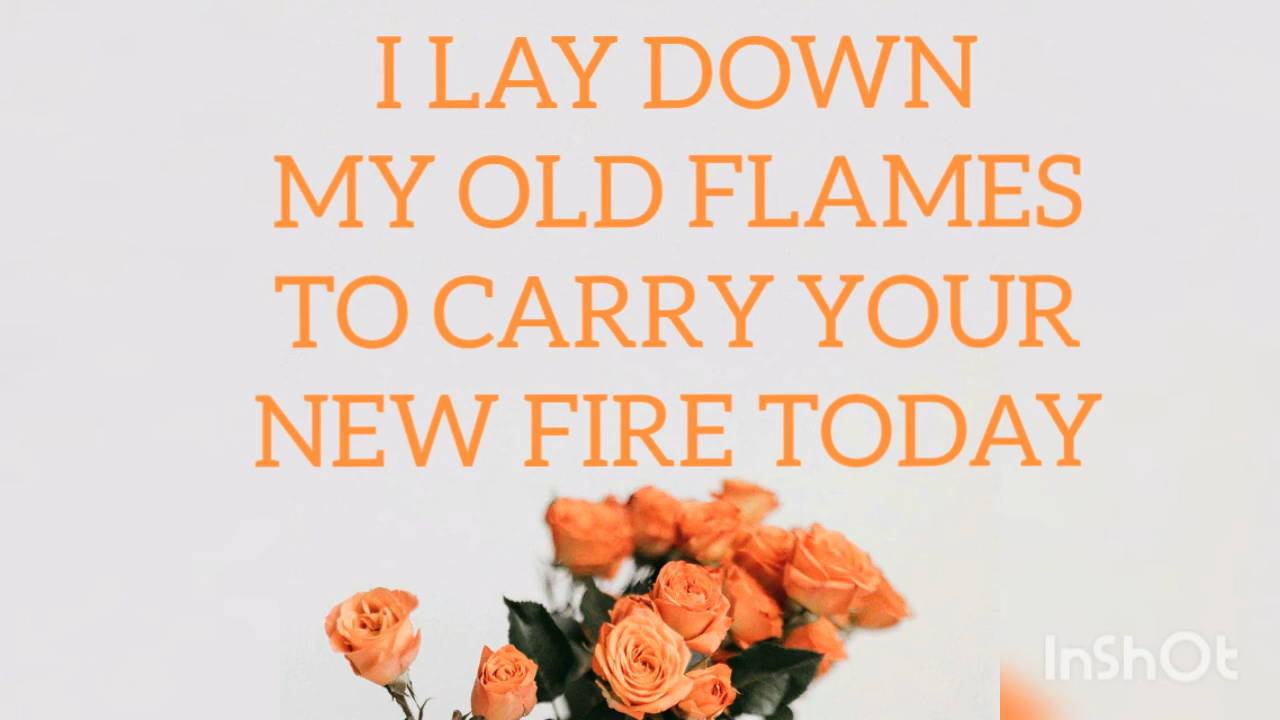 I LAY DOWN
MY OLD FLAMES
TO CARRY YOUR
NEW FIRE TODAY
InShOt